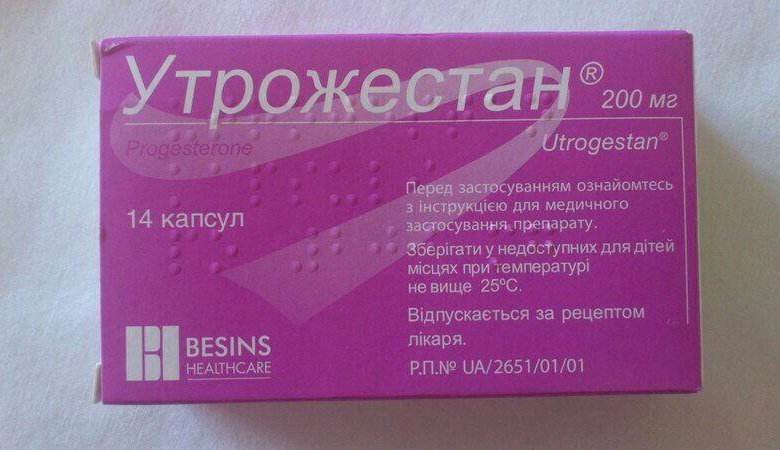 Утрожестан® 200 мг
Progesterone
Utrogestan®
14 капсул
Перед застосуванням ознайомтесь
з інструкцією для медичного
застосування препарату.
Зберігати у недоступних для дітей
місцях при температурі
не вище 25ºС.
Відпускається за рецептом
лікаря.
Р.П.№ UA/2651/01/01
BESINS
HEALTHCARE